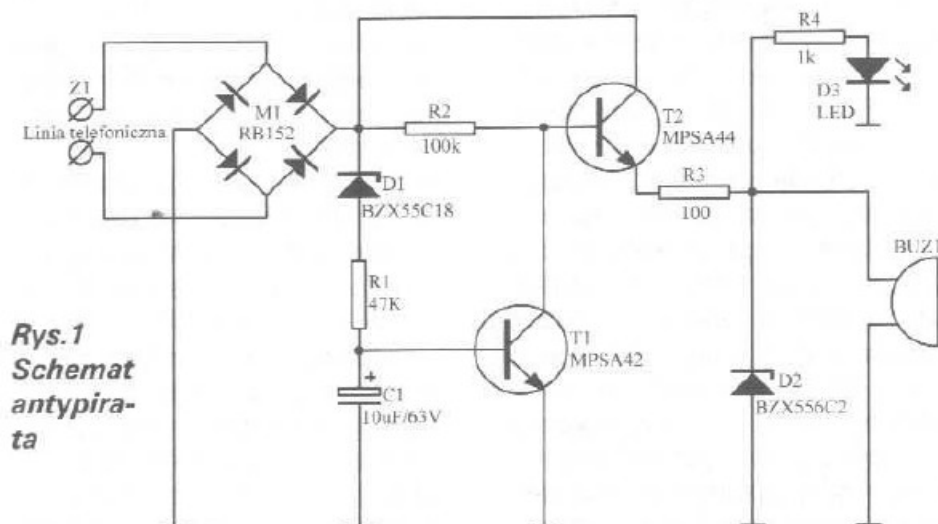 Z1
Linia telefoniczna
M1
RB152
R2
100k
D1
BZX55C18
R1
47K
+
C1
10uF/63V
T1
MPSA42
T2
MPSA44
R3
100
R4
1k
D3
LED
BUZ1
D2
BZX556C2
Rys.1
Schemat
antypira-
ta